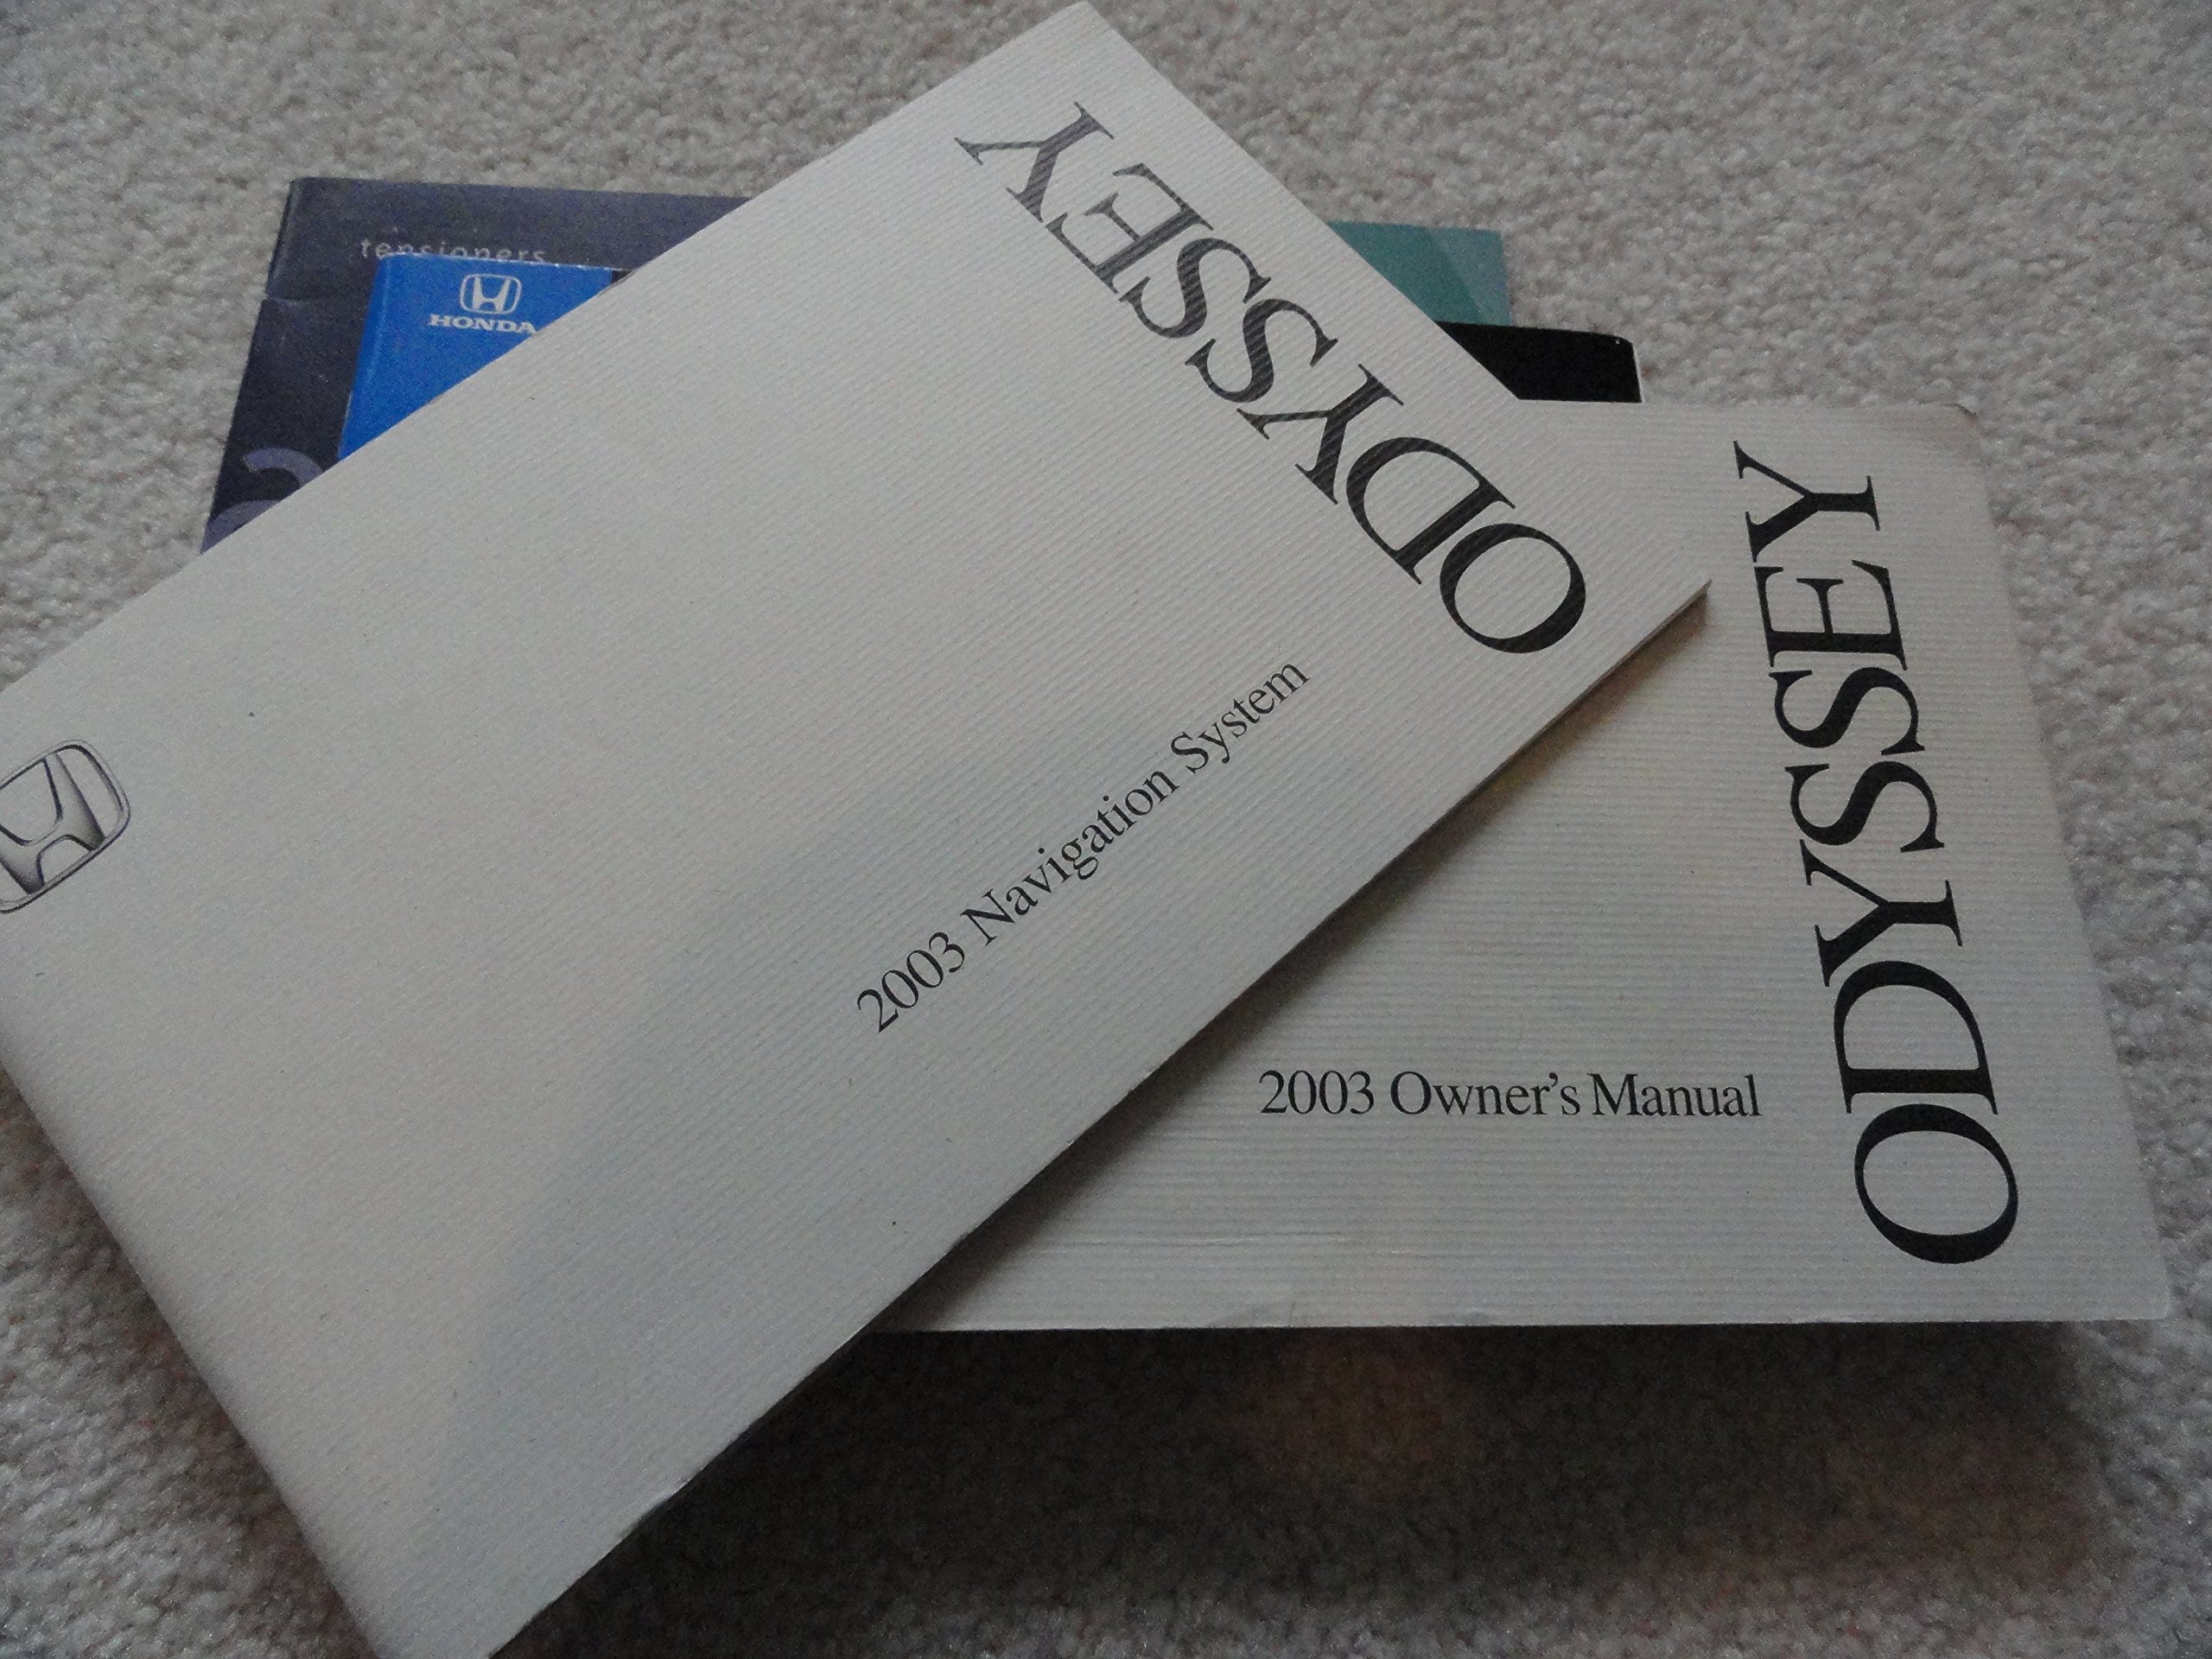 tensioners
HONDA
ODYSSEY
2003 Navigation System
ODYSSEY
2003 Owner's Manual